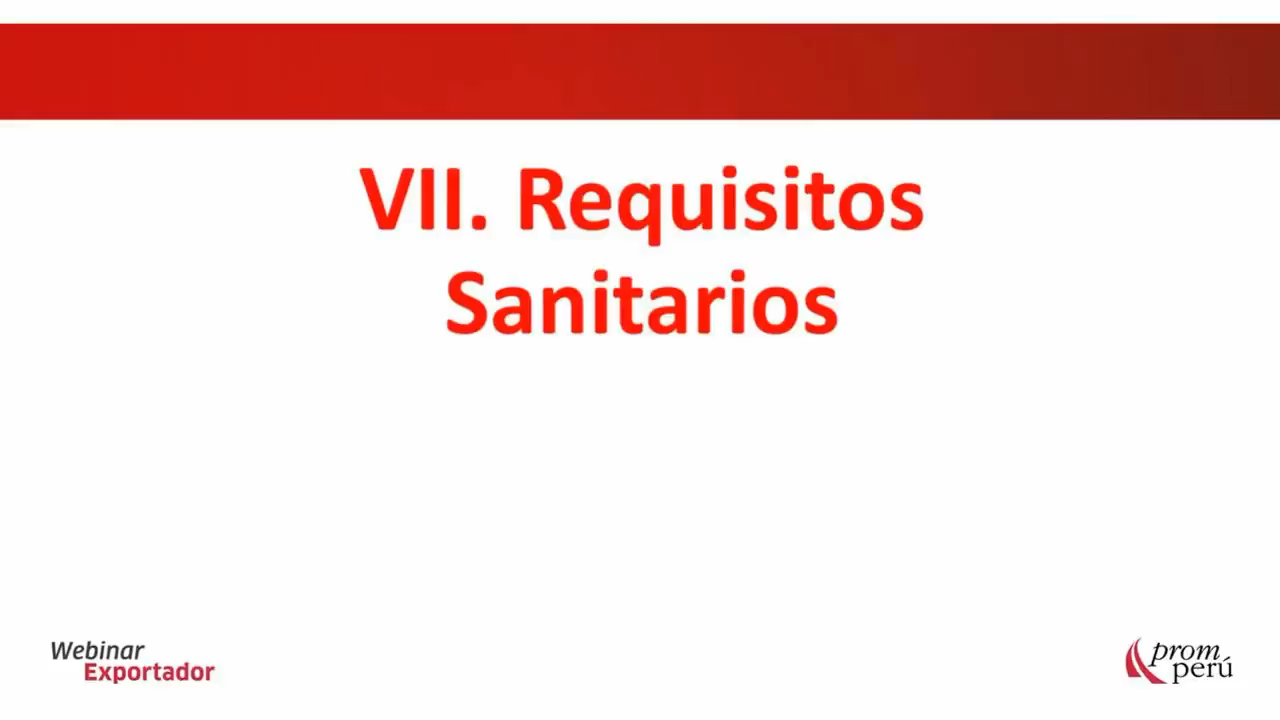 VII. Requisitos
Sanitarios
Webinar
Exportador
prom
perú